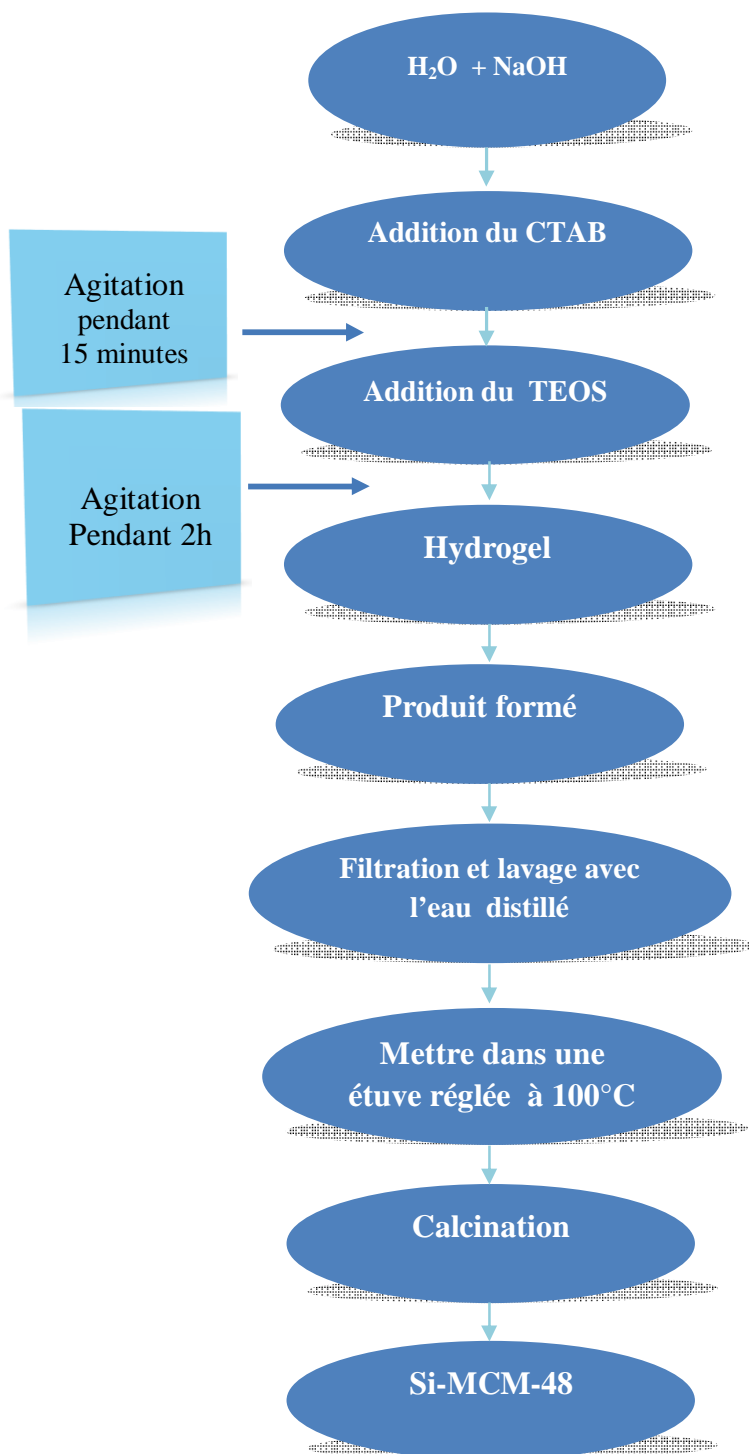 H₂O + NaOH
Addition du CTAB
Agitation
pendant
15 minutes
Addition du TEOS
Agitation
Pendant 2h
Hydrogel
Produit formé
Filtration et lavage avec
l’eau distillé
Mettre dans une
étuve réglée à 100°C
Calcination
Si-MCM-48